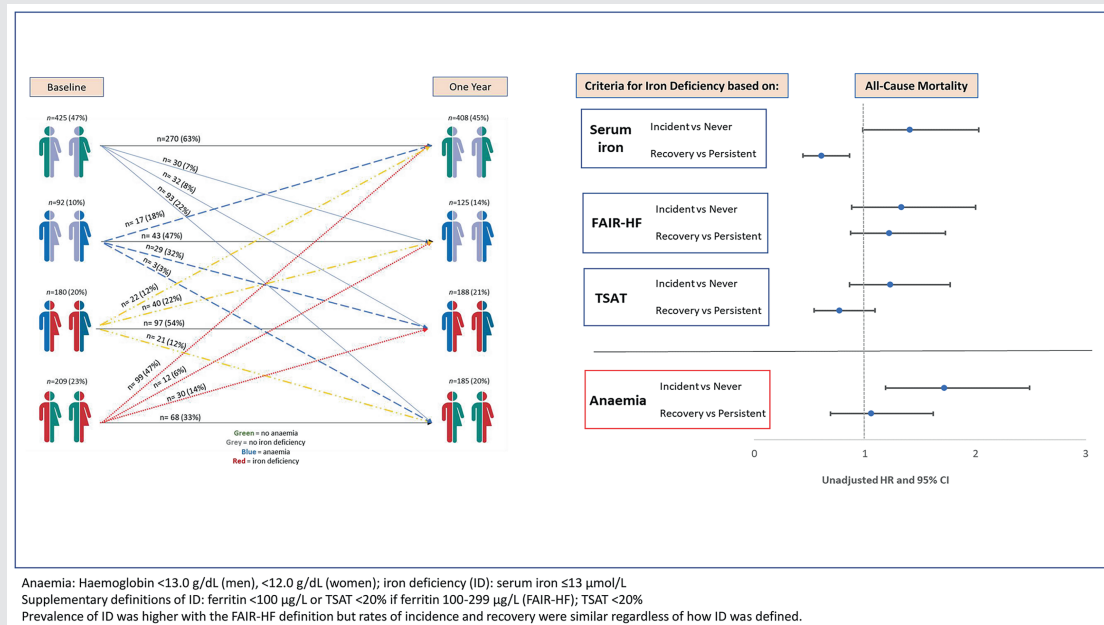 Baseline
One Year
n=425 (47%)
n=408 (45%)
n=270 (63%)
n= 30 (7%)
n= 32 (8%)
n= 93 (22%)
n=92 (10%)
n=125 (14%)
n= 17 (18%)
n= 43 (47%)
n=29 (32%)
n= 3(3%)
n=180 (20%)
n=188 (21%)
n= 22 (12%)
n= 40 (22%)
n= 97 (54%)
n= 21 (12%)
n=209 (23%)
n=185 (20%)
n= 99 (47%)
n= 12 (6%)
n= 30 (14%)
n= 68 (33%)
Green = no anaemia
Grey = no iron deficiency
Blue = anaemia
Red = iron deficiency
Criteria for Iron Deficiency based on:
All-Cause Mortality
Serum iron
Incident vs Never
Recovery vs Persistent
FAIR-HF
Incident vs Never
Recovery vs Persistent
TSAT
Incident vs Never
Recovery vs Persistent
Anaemia
Incident vs Never
Recovery vs Persistent
0 1 2 3
Unadjusted HR and 95% CI
Anaemia: Haemoglobin <13.0 g/dL (men), <12.0 g/dL (women); iron deficiency (ID): serum iron ≤13 µmol/L
Supplementary definitions of ID: ferritin <100 µg/L or TSAT <20% if ferritin 100-299 µg/L (FAIR-HF); TSAT <20%
Prevalence of ID was higher with the FAIR-HF definition but rates of incidence and recovery were similar regardless of how ID was defined.